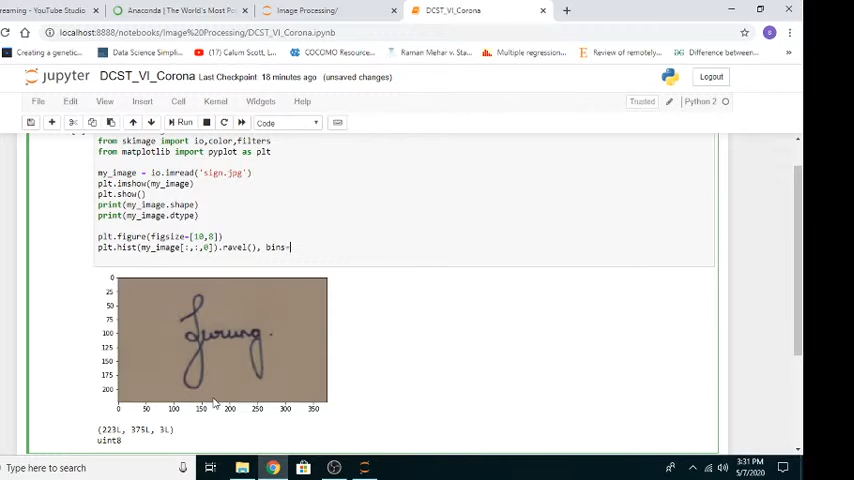 reaming - YouTube Studio
Anaconda | The World's Most Po
Image Processing/
DCST_VI_Corona
localhost:8888/notebooks/Image%20Processing/DCST_VI_Corona.ipynb
Creating a genetic...
Data Science Simpl...
(7) Calum Scott, L...
COCOMO Resource
Raman Mehar vs. M...
Multiple regression...
Review of remotely...
Difference between...
jupyter DCST_VI_Corona Last Checkpoint 18 minutes ago (unsaved changes)
Logout
File Edit View Insert Cell Kernel Widgets Help
Trusted
Python 2
Run
Code
from skimage import io,color,filters
from matplotlib import pyplot as plt
my_image = io.imread('sign.jpg')
plt.imshow(my_image)
plt.show()
print(my_image.shape)
print(my_image.dtype)
plt.figure(figsize=[10,8])
plt.hist(my_image[:,:,0]).ravel(), bins=
0
25
50
75
100
125
150
175
200
0 50 100 150 200 250 300 350
(223L, 375L, 3L)
uint8
Type here to search
3:31 PM
5/7/2020